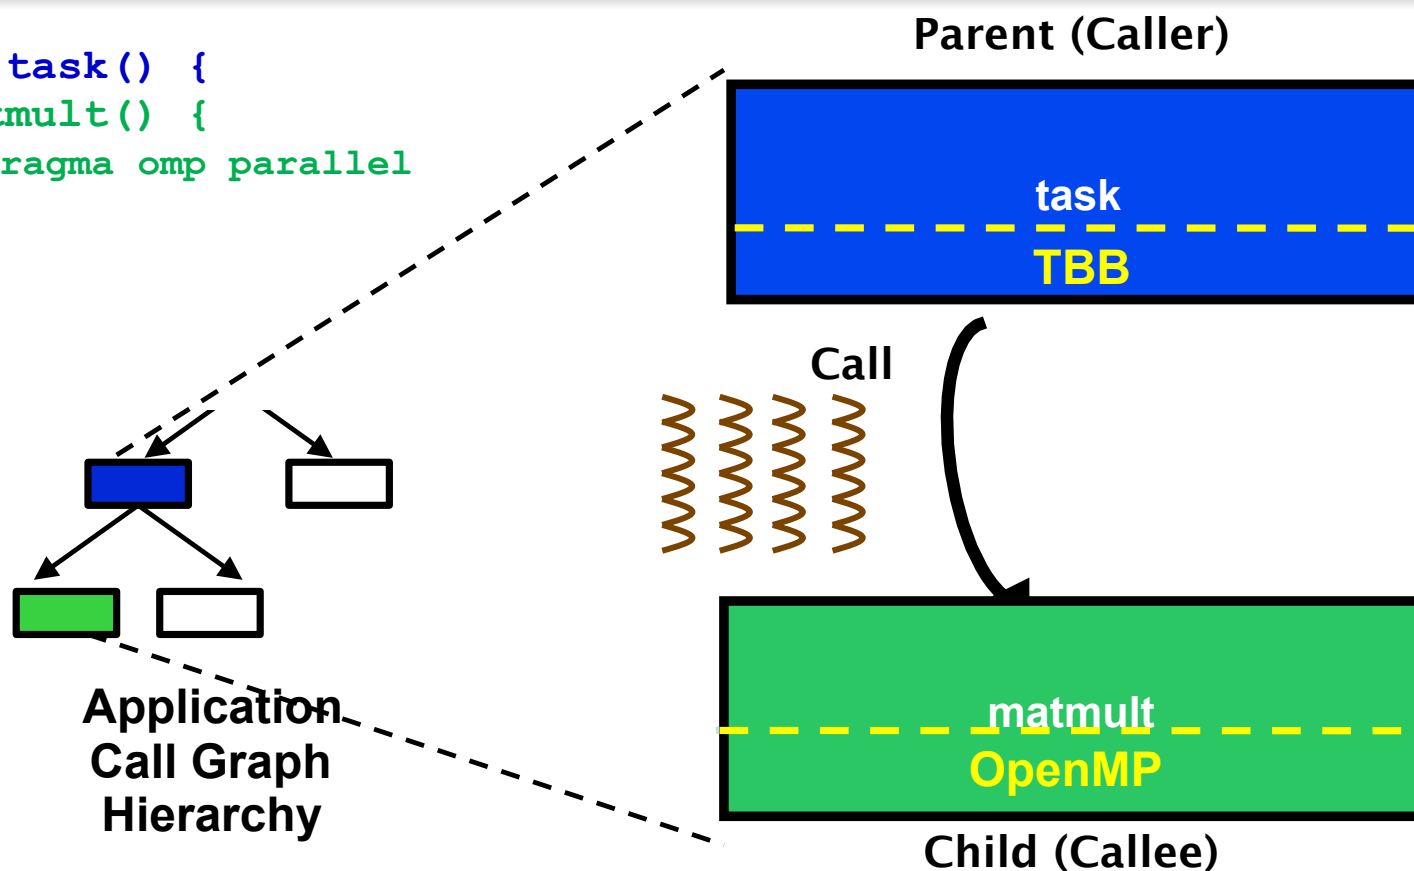 Parent (Caller)
task() {
mult() {
ragma omp parallel
task
TBB
Call
matmult
OpenMP
Application
Call Graph
Hierarchy
Child (Callee)